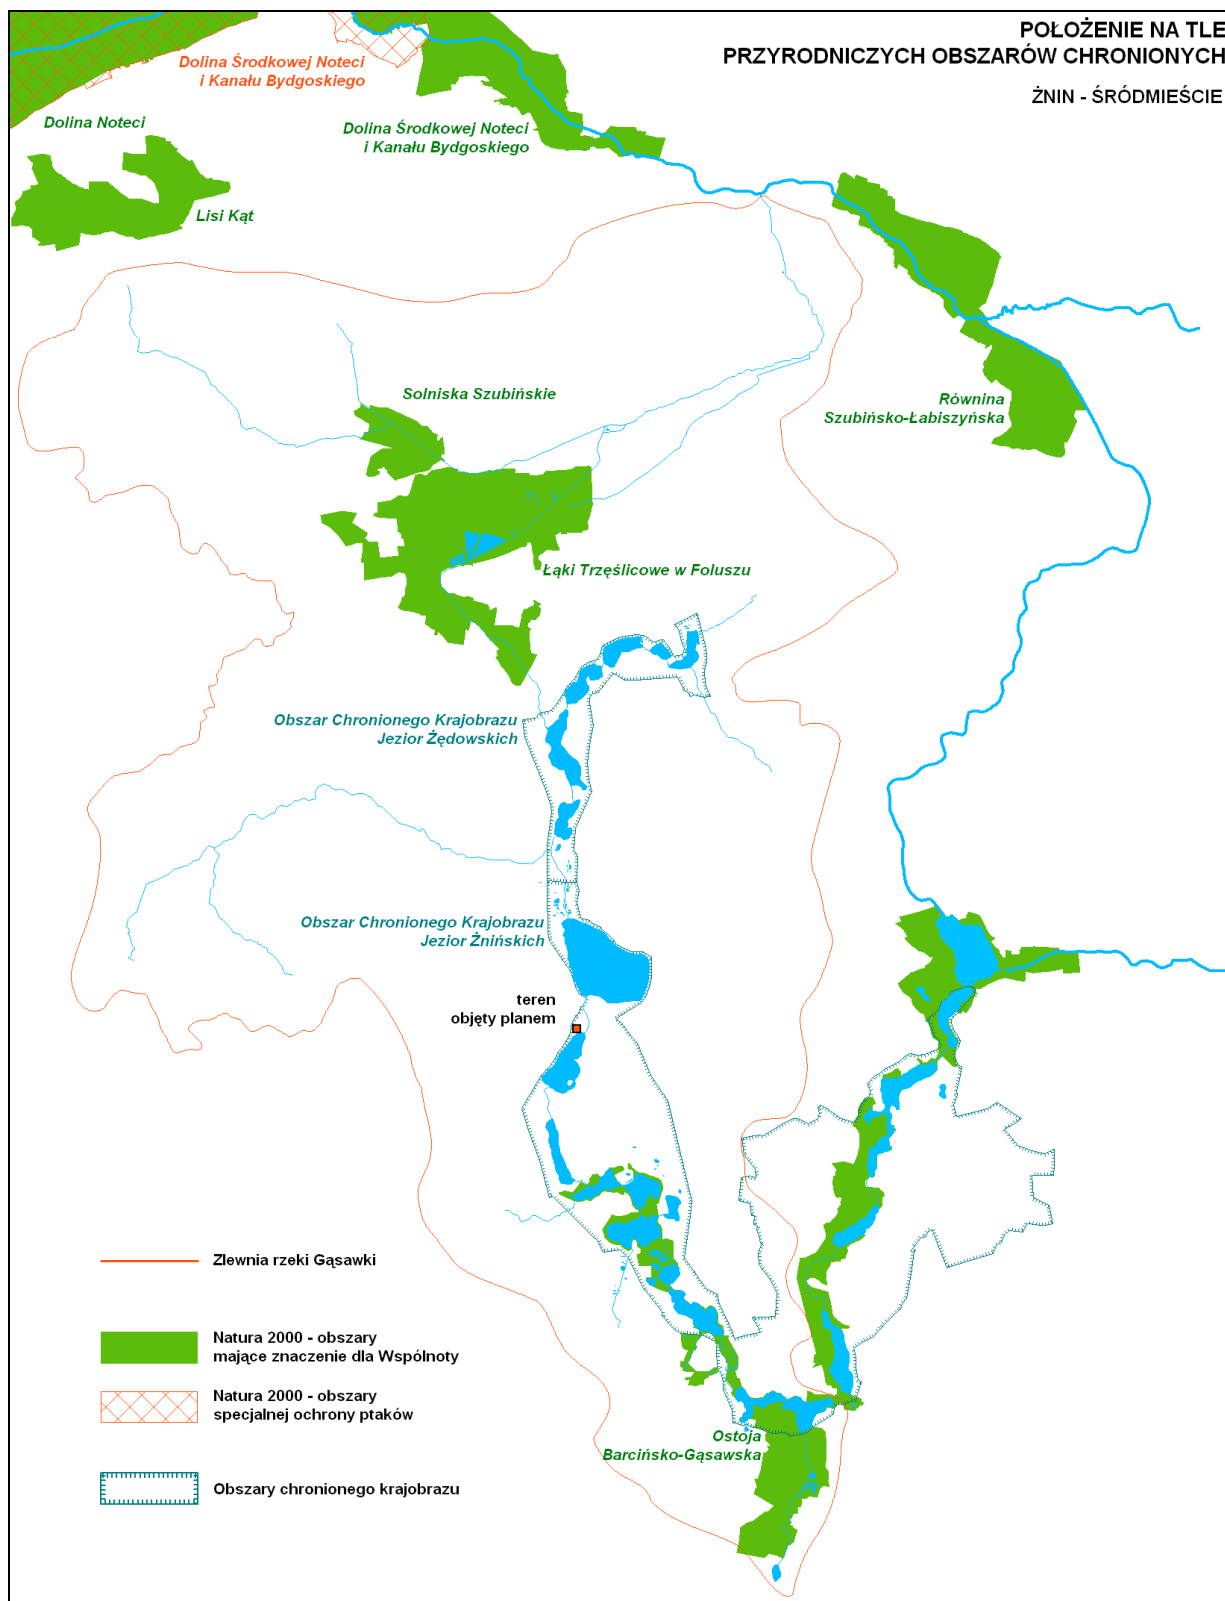 POŁOŻENIE NA TLE
PRZYRODNICZYCH OBSZARÓW CHRONIONYCH
ŻNIN - ŚRÓDMIEŚCIE
Dolina Środkowej Noteci
i Kanału Bydgoskiego
Dolina Noteci
Dolina Środkowej Noteci
i Kanału Bydgoskiego
Lisi Kąt
Solniska Szubińskie
Równina
Szubińsko-Łabiszyńska
Łąki Trzęślicowe w Foluszu
Obszar Chronionego Krajobrazu
Jezior Żędowskich
Obszar Chronionego Krajobrazu
Jezior Żnińskich
teren
objęty planem
Zlewnia rzeki Gąsawki
Natura 2000 - obszary
mające znaczenie dla Wspólnoty
Natura 2000 - obszary
specjalnej ochrony ptaków
Ostoja
Barcińsko-Gąsawska
Obszary chronionego krajobrazu